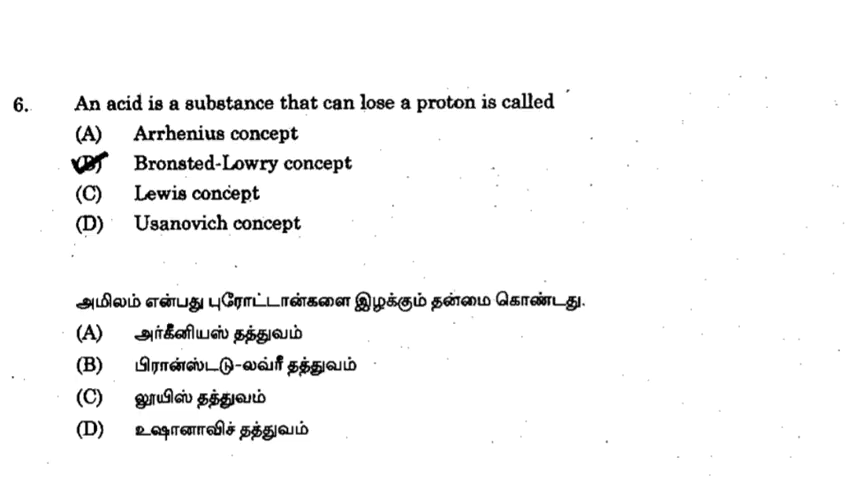 6. An acid is a substance that can lose a proton is called
(A) Arrhenius concept
(B) Bronsted-Lowry concept
(C) Lewis concept
(D) Usanovich concept
அமிலம் என்பது புரோட்டான்களை இழக்கும் தன்மை கொண்டது.
(A) அர்கீனியஸ் தத்துவம்
(B) பிரான்ஸ்டடு-லவ்ரீ தத்துவம்
(C) லூயிஸ் தத்துவம்
(D) உஷானாவிச் தத்துவம்